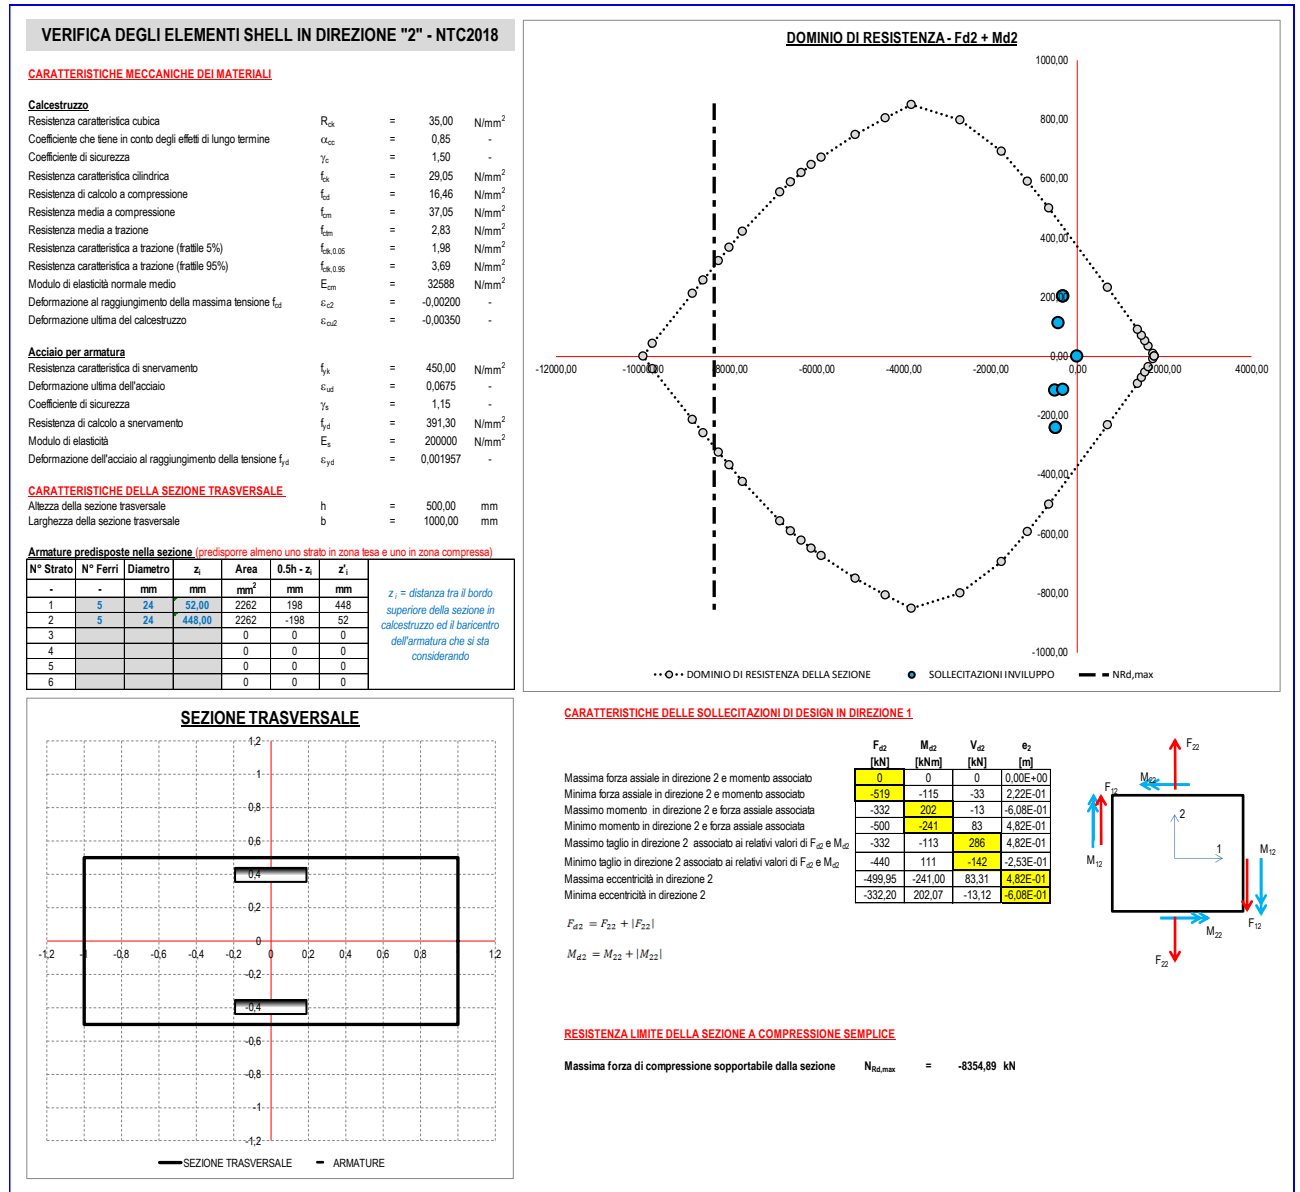 VERIFICA DEGLI ELEMENTI SHELL IN DIREZIONE "2" - NTC2018
CARATTERISTICHE MECCANICHE DEI MATERIALI
Calcestruzzo
Resistenza caratteristica cubica Rck = 35,00 N/mm2
Coefficiente che tiene in conto degli effetti di lungo termine αcc = 0,85 -
Coefficiente di sicurezza γc = 1,50 -
Resistenza caratteristica cilindrica fck = 29,05 N/mm2
Resistenza di calcolo a compressione fcd = 16,46 N/mm2
Resistenza media a compressione fcm = 37,05 N/mm2
Resistenza media a trazione fctm = 2,83 N/mm2
Resistenza caratteristica a trazione (frattile 5%) fctk,0.05 = 1,98 N/mm2
Resistenza caratteristica a trazione (frattile 95%) fctk,0.95 = 3,69 N/mm2
Modulo di elasticità normale medio Ecm = 32588 N/mm2
Deformazione al raggiungimento della massima tensione fcd εc2 = -0,00200 -
Deformazione ultima del calcestruzzo εcu2 = -0,00350 -
Acciaio per armatura
Resistenza caratteristica di snervamento fyk = 450,00 N/mm2
Deformazione ultima dell'acciaio εud = 0,0675 -
Coefficiente di sicurezza γs = 1,15 -
Resistenza di calcolo a snervamento fyd = 391,30 N/mm2
Modulo di elasticità Es = 200000 N/mm2
Deformazione dell'acciaio al raggiungimento della tensione fyd εyd = 0,001957 -
CARATTERISTICHE DELLA SEZIONE TRASVERSALE
Altezza della sezione trasversale h = 500,00 mm
Larghezza della sezione trasversale b = 1000,00 mm
Armature predisposte nella sezione (predisporre almeno uno strato in zona tesa e uno in zona compressa)
N° Strato N° Ferri Diametro zi Area 0.5h - zi z'i
- - mm mm mm2 mm mm
1 5 24 52,00 2262 198 448
2 5 24 448,00 2262 -198 52
3 0 0 0
4 0 0 0
5 0 0 0
6 0 0 0
zi = distanza tra il bordo
superiore della sezione in
calcestruzzo ed il baricentro
dell'armatura che si sta
considerando
DOMINIO DI RESISTENZA - Fd2 + Md2
1000,00
800,00
600,00
400,00
200,00
0,00
-200,00
-400,00
-600,00
-800,00
-1000,00
-12000,00 -10000,00 -8000,00 -6000,00 -4000,00 -2000,00 0,00 2000,00 4000,00
DOMINIO DI RESISTENZA DELLA SEZIONE SOLLECITAZIONI INVILUPPO NRd,max
SEZIONE TRASVERSALE
1,2
1
0,8
0,6
0,4
0,2
0
-0,2
-0,4
-0,6
-0,8
-1
-1,2
-1,2 -1 -0,8 -0,6 -0,4 -0,2 0 0,2 0,4 0,6 0,8 1 1,2
SEZIONE TRASVERSALE ARMATURE
CARATTERISTICHE DELLE SOLLECITAZIONI DI DESIGN IN DIREZIONE 1
Fd2 Md2 Vd2 e2
[kN] [kNm] [kN] [m]
Massima forza assiale in direzione 2 e momento associato 0 0 0 0,00E+00
Minima forza assiale in direzione 2 e momento associato -519 -115 -33 2,22E-01
Massimo momento in direzione 2 e forza assiale associata -332 202 -13 -6,08E-01
Minimo momento in direzione 2 e forza assiale associata -500 -241 83 4,82E-01
Massimo taglio in direzione 2 associato ai relativi valori di Fd2 e Md2 -332 -113 286 4,82E-01
Minimo taglio in direzione 2 associato ai relativi valori di Fd2 e Md2 -440 111 -142 -2,53E-01
Massima eccentricità in direzione 2 -499,95 -241,00 83,31 4,82E-01
Minima eccentricità in direzione 2 -332,20 202,07 -13,12 -6,08E-01
Fd2 = F22 + |F22|
Md2 = M22 + |M22|
F22
M22
F12
2
1
M12
M12
F12
M22
F22
RESISTENZA LIMITE DELLA SEZIONE A COMPRESSIONE SEMPLICE
Massima forza di compressione sopportabile dalla sezione NRd,max = -8354,89 kN